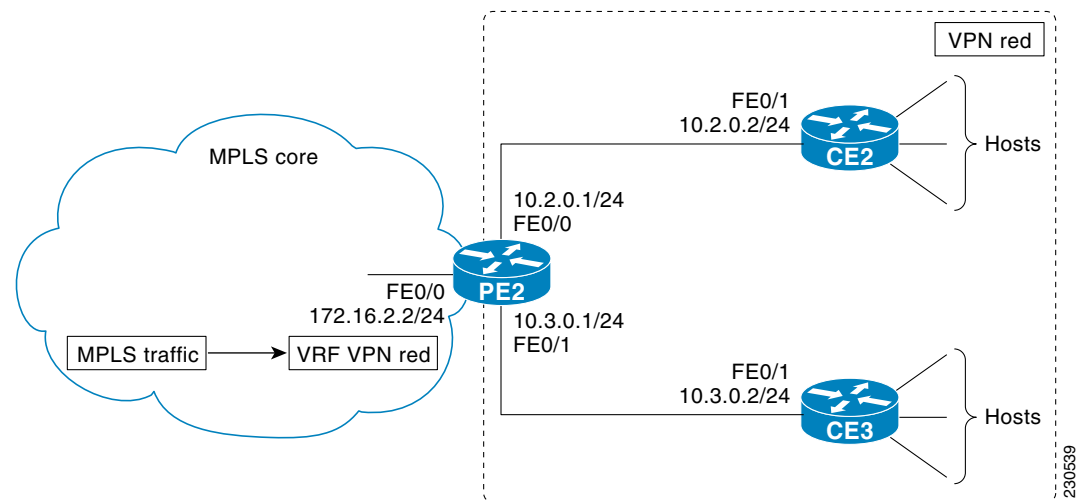 VPN red
MPLS core
FE0/1
10.2.0.2/24
CE2
Hosts
10.2.0.1/24
FE0/0
PE2
FE0/0
172.16.2.2/24
10.3.0.1/24
FE0/1
MPLS traffic
VRF VPN red
FE0/1
10.3.0.2/24
CE3
Hosts
230539